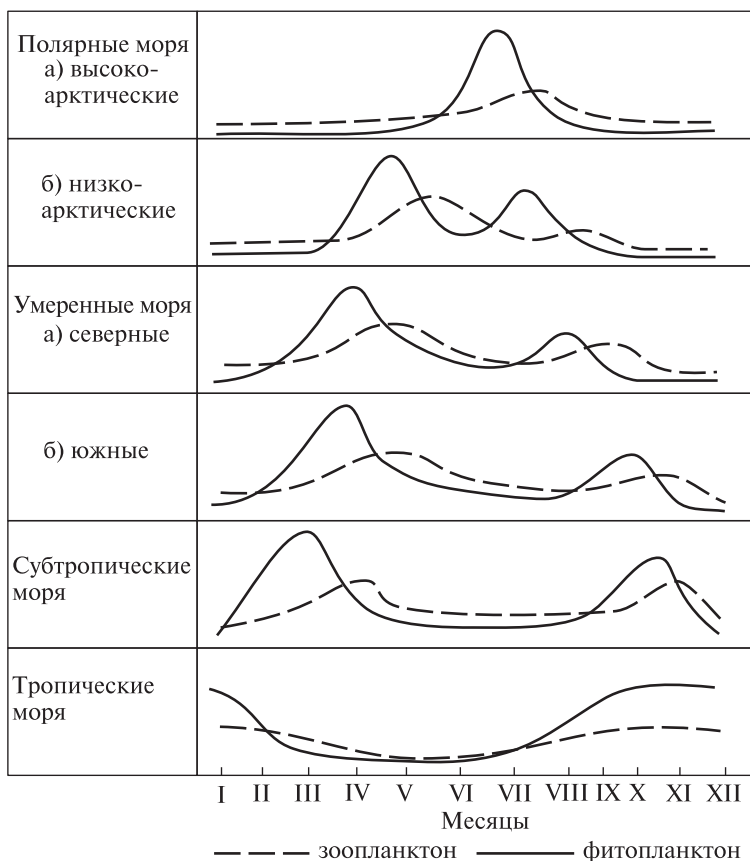 Полярные моря
а) высоко-
арктические
б) низко-
арктические
Умеренные моря
а) северные
б) южные
Субтропические
моря
Тропические
моря
I II III IV V VI VII VIII IX X XI XII
Месяцы
зоопланктон фитопланктон